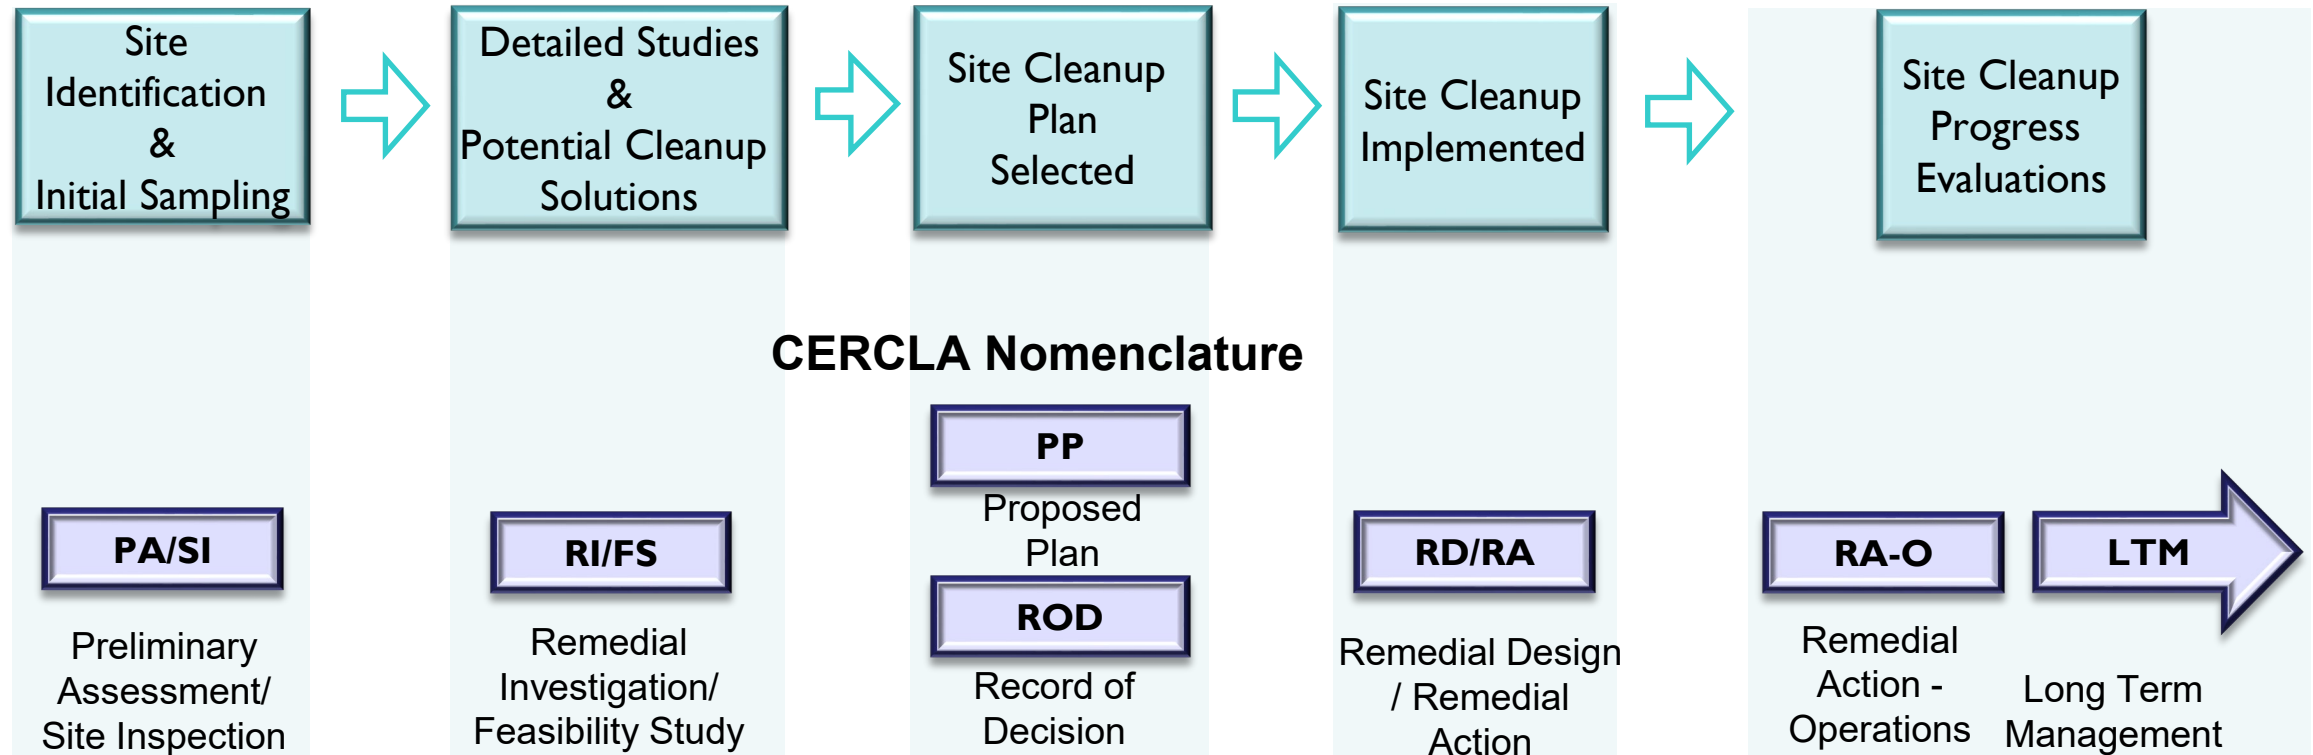 Site
Identification
&
Initial Sampling
Detailed Studies
&
Potential Cleanup
Solutions
Site Cleanup
Plan
Selected
Site Cleanup
Implemented
Site Cleanup
Progress
Evaluations
CERCLA Nomenclature
PA/SI
Preliminary
Assessment/
Site Inspection
RI/FS
Remedial
Investigation/
Feasibility Study
PP
Proposed
Plan
ROD
Record of
Decision
RD/RA
Remedial Design
/ Remedial
Action
RA-O
Remedial
Action -
Operations
LTM
Long Term
Management